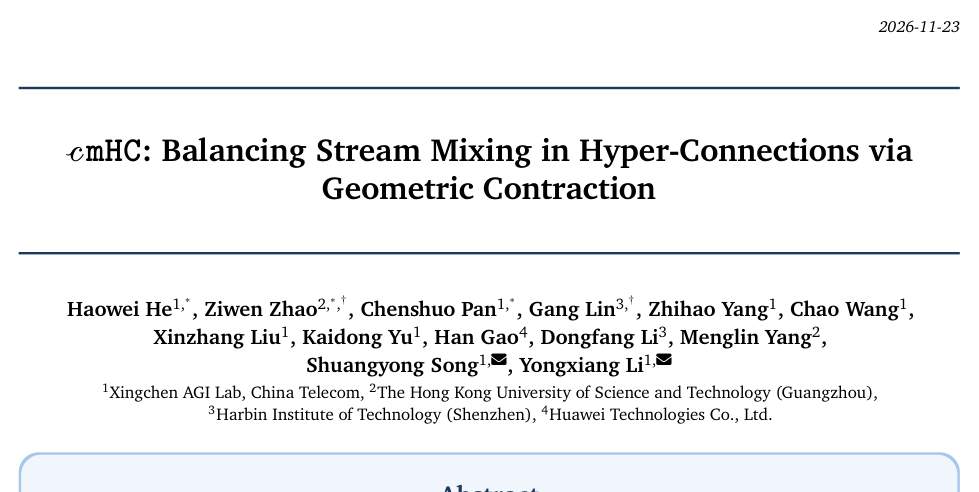 2026-11-23
cmHC: Balancing Stream Mixing in Hyper-Connections via
Geometric Contraction
Haowei He1,*, Ziwen Zhao2,*,†, Chenshuo Pan1,*, Gang Lin3,†, Zhihao Yang1, Chao Wang1,
Xinzhang Liu1, Kaidong Yu1, Han Gao4, Dongfang Li3, Menglin Yang2,
Shuangyong Song1,✉, Yongxiang Li1,✉
1Xingchen AGI Lab, China Telecom, 2The Hong Kong University of Science and Technology (Guangzhou),
3Harbin Institute of Technology (Shenzhen), 4Huawei Technologies Co., Ltd.
Abstract